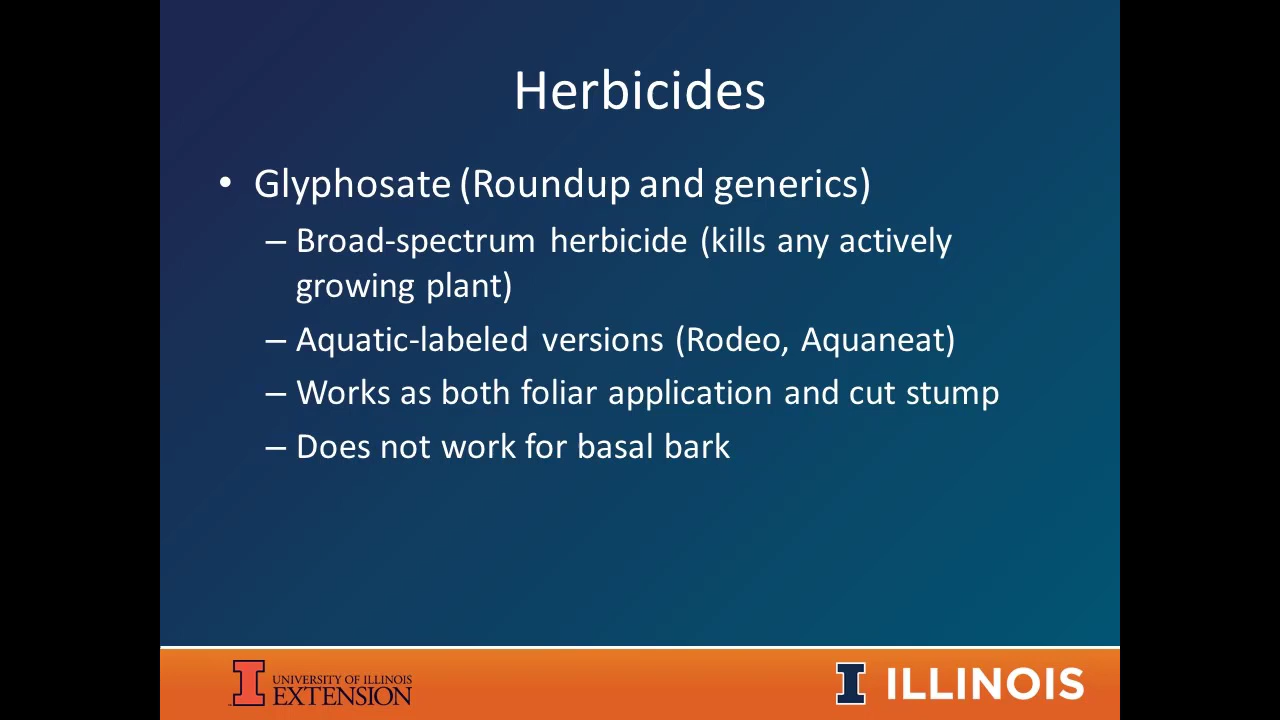 Herbicides
• Glyphosate (Roundup and generics)
– Broad-spectrum herbicide (kills any actively
growing plant)
– Aquatic-labeled versions (Rodeo, Aquaneat)
– Works as both foliar application and cut stump
– Does not work for basal bark
I UNIVERSITY OF ILLINOIS
EXTENSION
I ILLINOIS